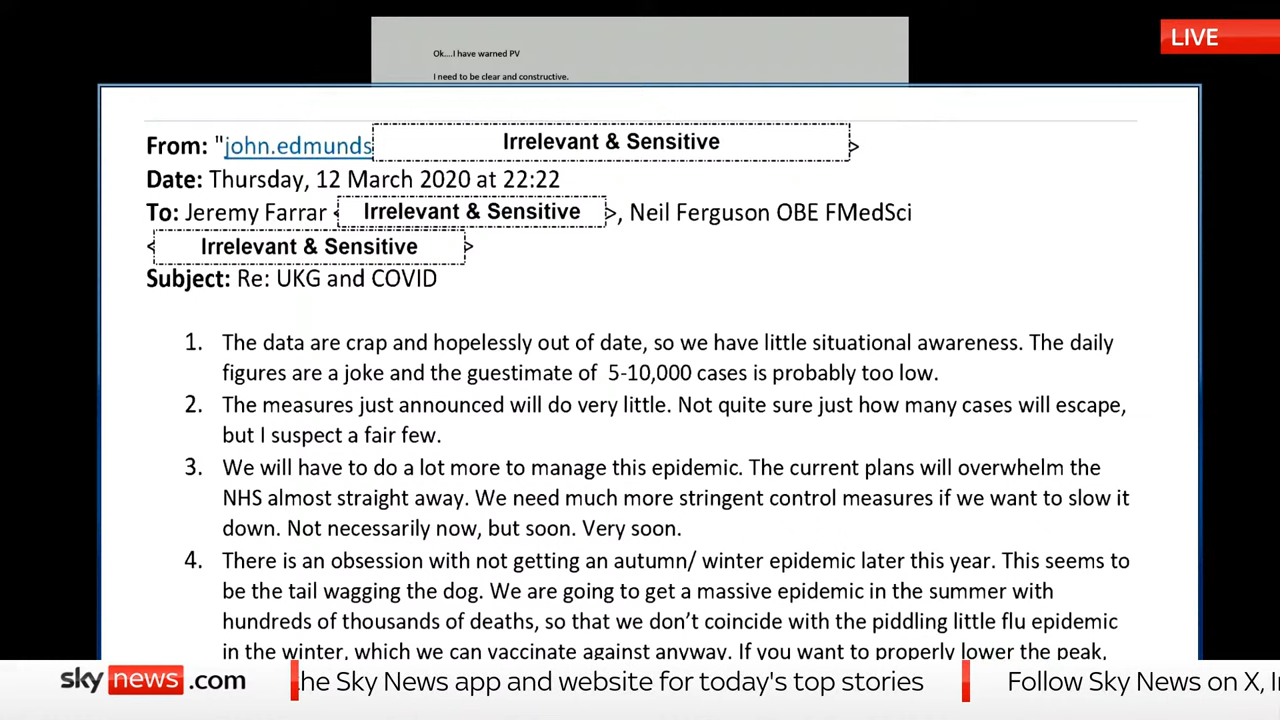 Ok....I have warned PV
I need to be clear and constructive.
LIVE
From: "john.edmunds Irrelevant & Sensitive >
Date: Thursday, 12 March 2020 at 22:22
To: Jeremy Farrar < Irrelevant & Sensitive >, Neil Ferguson OBE FMedSci
< Irrelevant & Sensitive >
Subject: Re: UKG and COVID
1. The data are crap and hopelessly out of date, so we have little situational awareness. The daily
figures are a joke and the guestimate of 5-10,000 cases is probably too low.
2. The measures just announced will do very little. Not quite sure just how many cases will escape,
but I suspect a fair few.
3. We will have to do a lot more to manage this epidemic. The current plans will overwhelm the
NHS almost straight away. We need much more stringent control measures if we want to slow it
down. Not necessarily now, but soon. Very soon.
4. There is an obsession with not getting an autumn/ winter epidemic later this year. This seems to
be the tail wagging the dog. We are going to get a massive epidemic in the summer with
hundreds of thousands of deaths, so that we don't coincide with the piddling little flu epidemic
in the winter, which we can vaccinate against anyway. If you want to properly lower the peak,
sky news .com
the Sky News app and website for today's top stories
Follow Sky News on X,